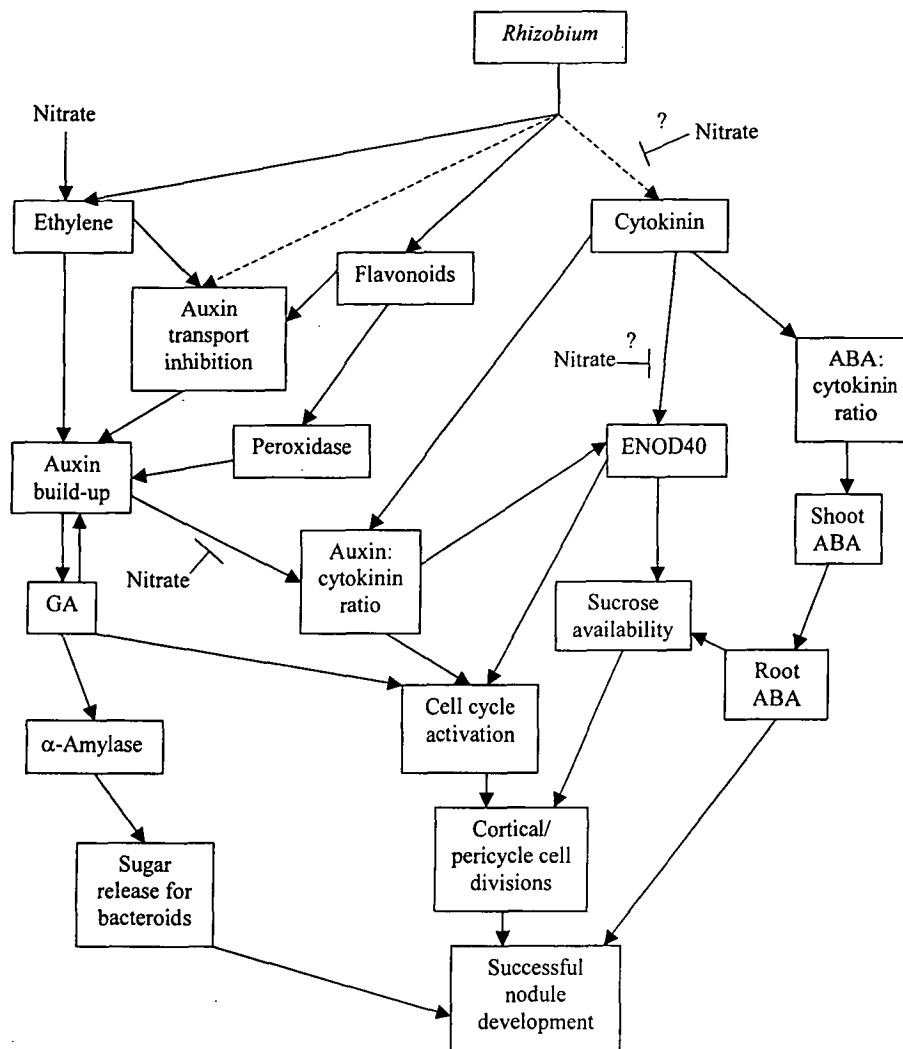 Rhizobium
?
Nitrate
Nitrate
Ethylene
Cytokinin
Flavonoids
Auxin
transport
inhibition
?
Nitrate
ABA:
cytokinin
ratio
Peroxidase
ENOD40
Auxin
build-up
Shoot
ABA
Nitrate
Auxin:
cytokinin
ratio
GA
Sucrose
availability
Root
ABA
Cell cycle
activation
α-Amylase
Cortical/
pericycle cell
divisions
Sugar
release for
bacteroids
Successful
nodule
development